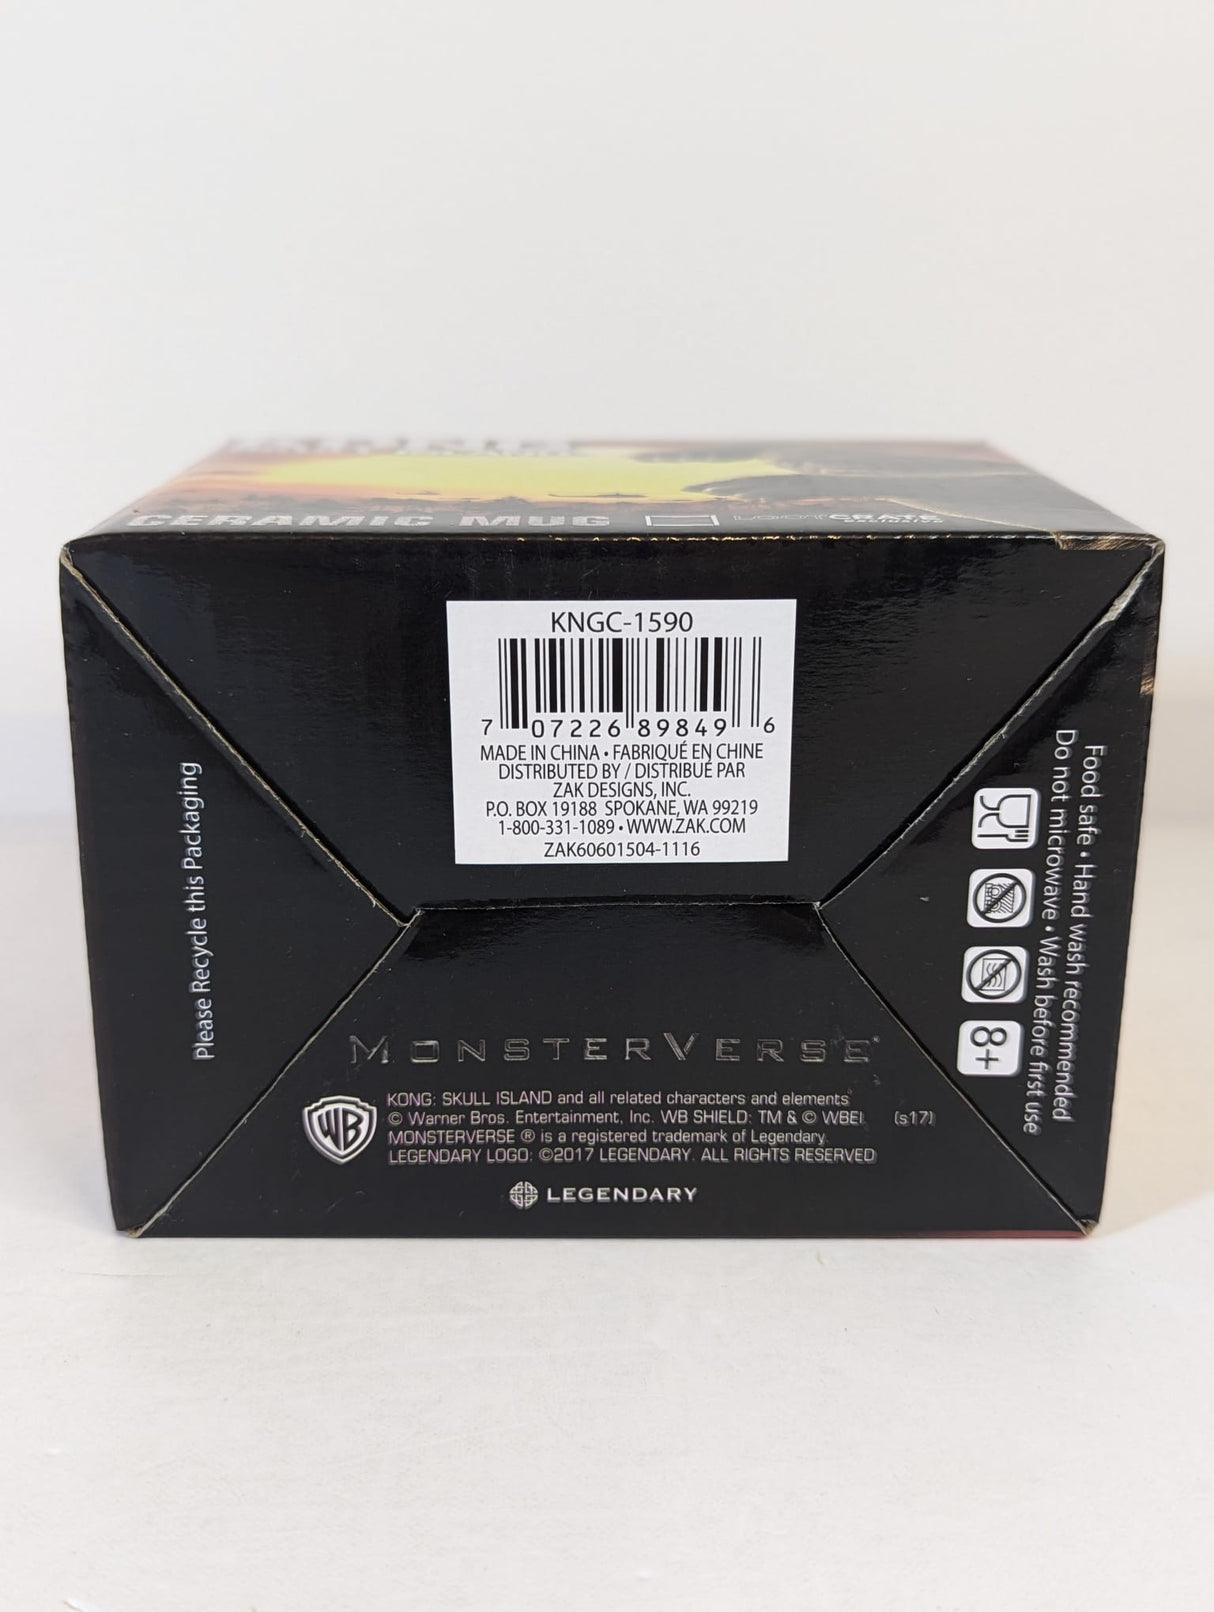 CERAMIC MUG
LOOTCRATE
EXCLUSIVE
KNGC-1590
7 07226 89849 6
MADE IN CHINA • FABRIQUÉ EN CHINE
DISTRIBUTED BY / DISTRIBUÉ PAR
ZAK DESIGNS, INC.
P.O. BOX 19188 SPOKANE, WA 99219
1-800-331-1089 • WWW.ZAK.COM
ZAK60601504-1116
Please Recycle this Packaging
Food safe • Hand wash recommended
Do not microwave • Wash before first use
8+
MONSTERVERSE
WB
KONG: SKULL ISLAND and all related characters and elements
© Warner Bros. Entertainment, Inc. WB SHIELD: TM & © WBEI. (s17)
MONSTERVERSE ® is a registered trademark of Legendary.
LEGENDARY LOGO: ©2017 LEGENDARY. ALL RIGHTS RESERVED
LEGENDARY